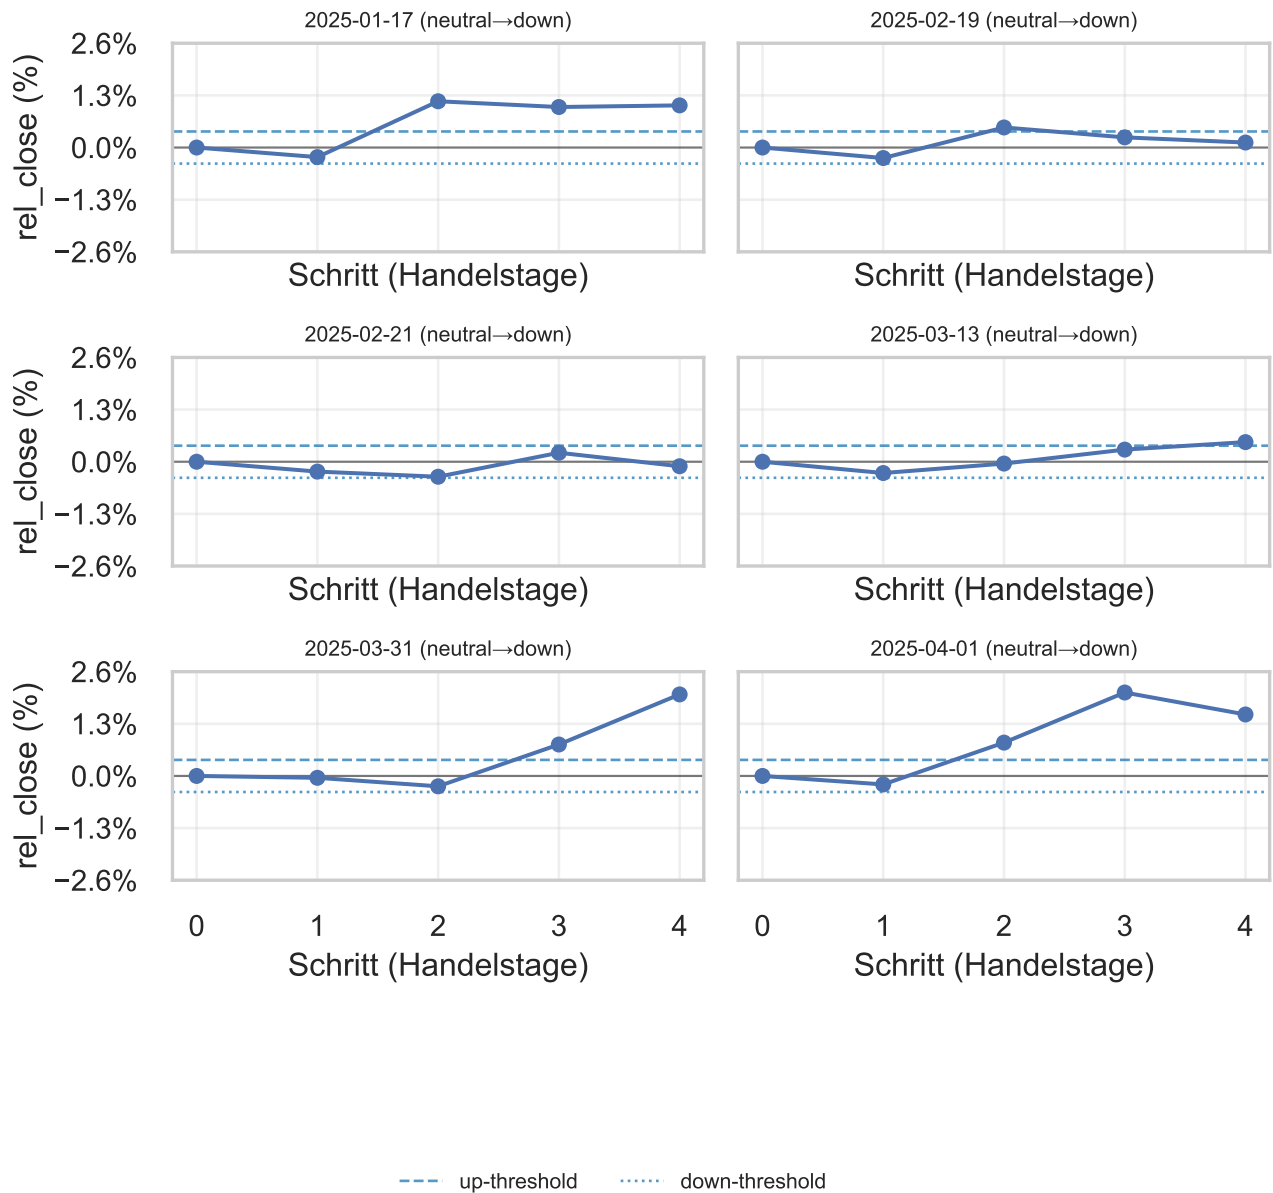 2025-01-17 (neutral→down)
2025-02-19 (neutral→down)
2.6%
1.3%
0.0%
−1.3%
−2.6%
rel_close (%)
Schritt (Handelstage)
Schritt (Handelstage)
2025-02-21 (neutral→down)
2025-03-13 (neutral→down)
2.6%
1.3%
0.0%
−1.3%
−2.6%
rel_close (%)
Schritt (Handelstage)
Schritt (Handelstage)
2025-03-31 (neutral→down)
2025-04-01 (neutral→down)
2.6%
1.3%
0.0%
−1.3%
−2.6%
rel_close (%)
0 1 2 3 4
0 1 2 3 4
Schritt (Handelstage)
Schritt (Handelstage)
up-threshold
down-threshold